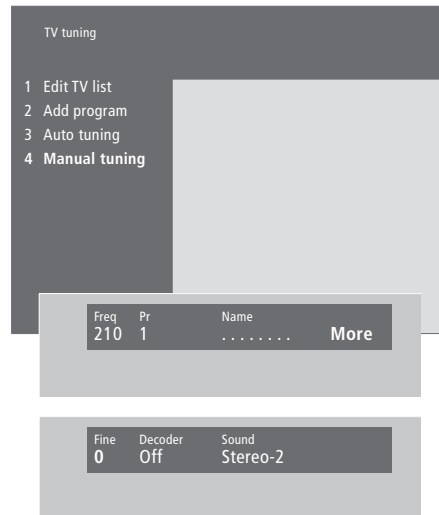 TV tuning
1 Edit TV list
2 Add program
3 Auto tuning
4 Manual tuning
Freq Pr Name
210 1 . . . . . . . . More
Fine Decoder Sound
0 Off Stereo-2